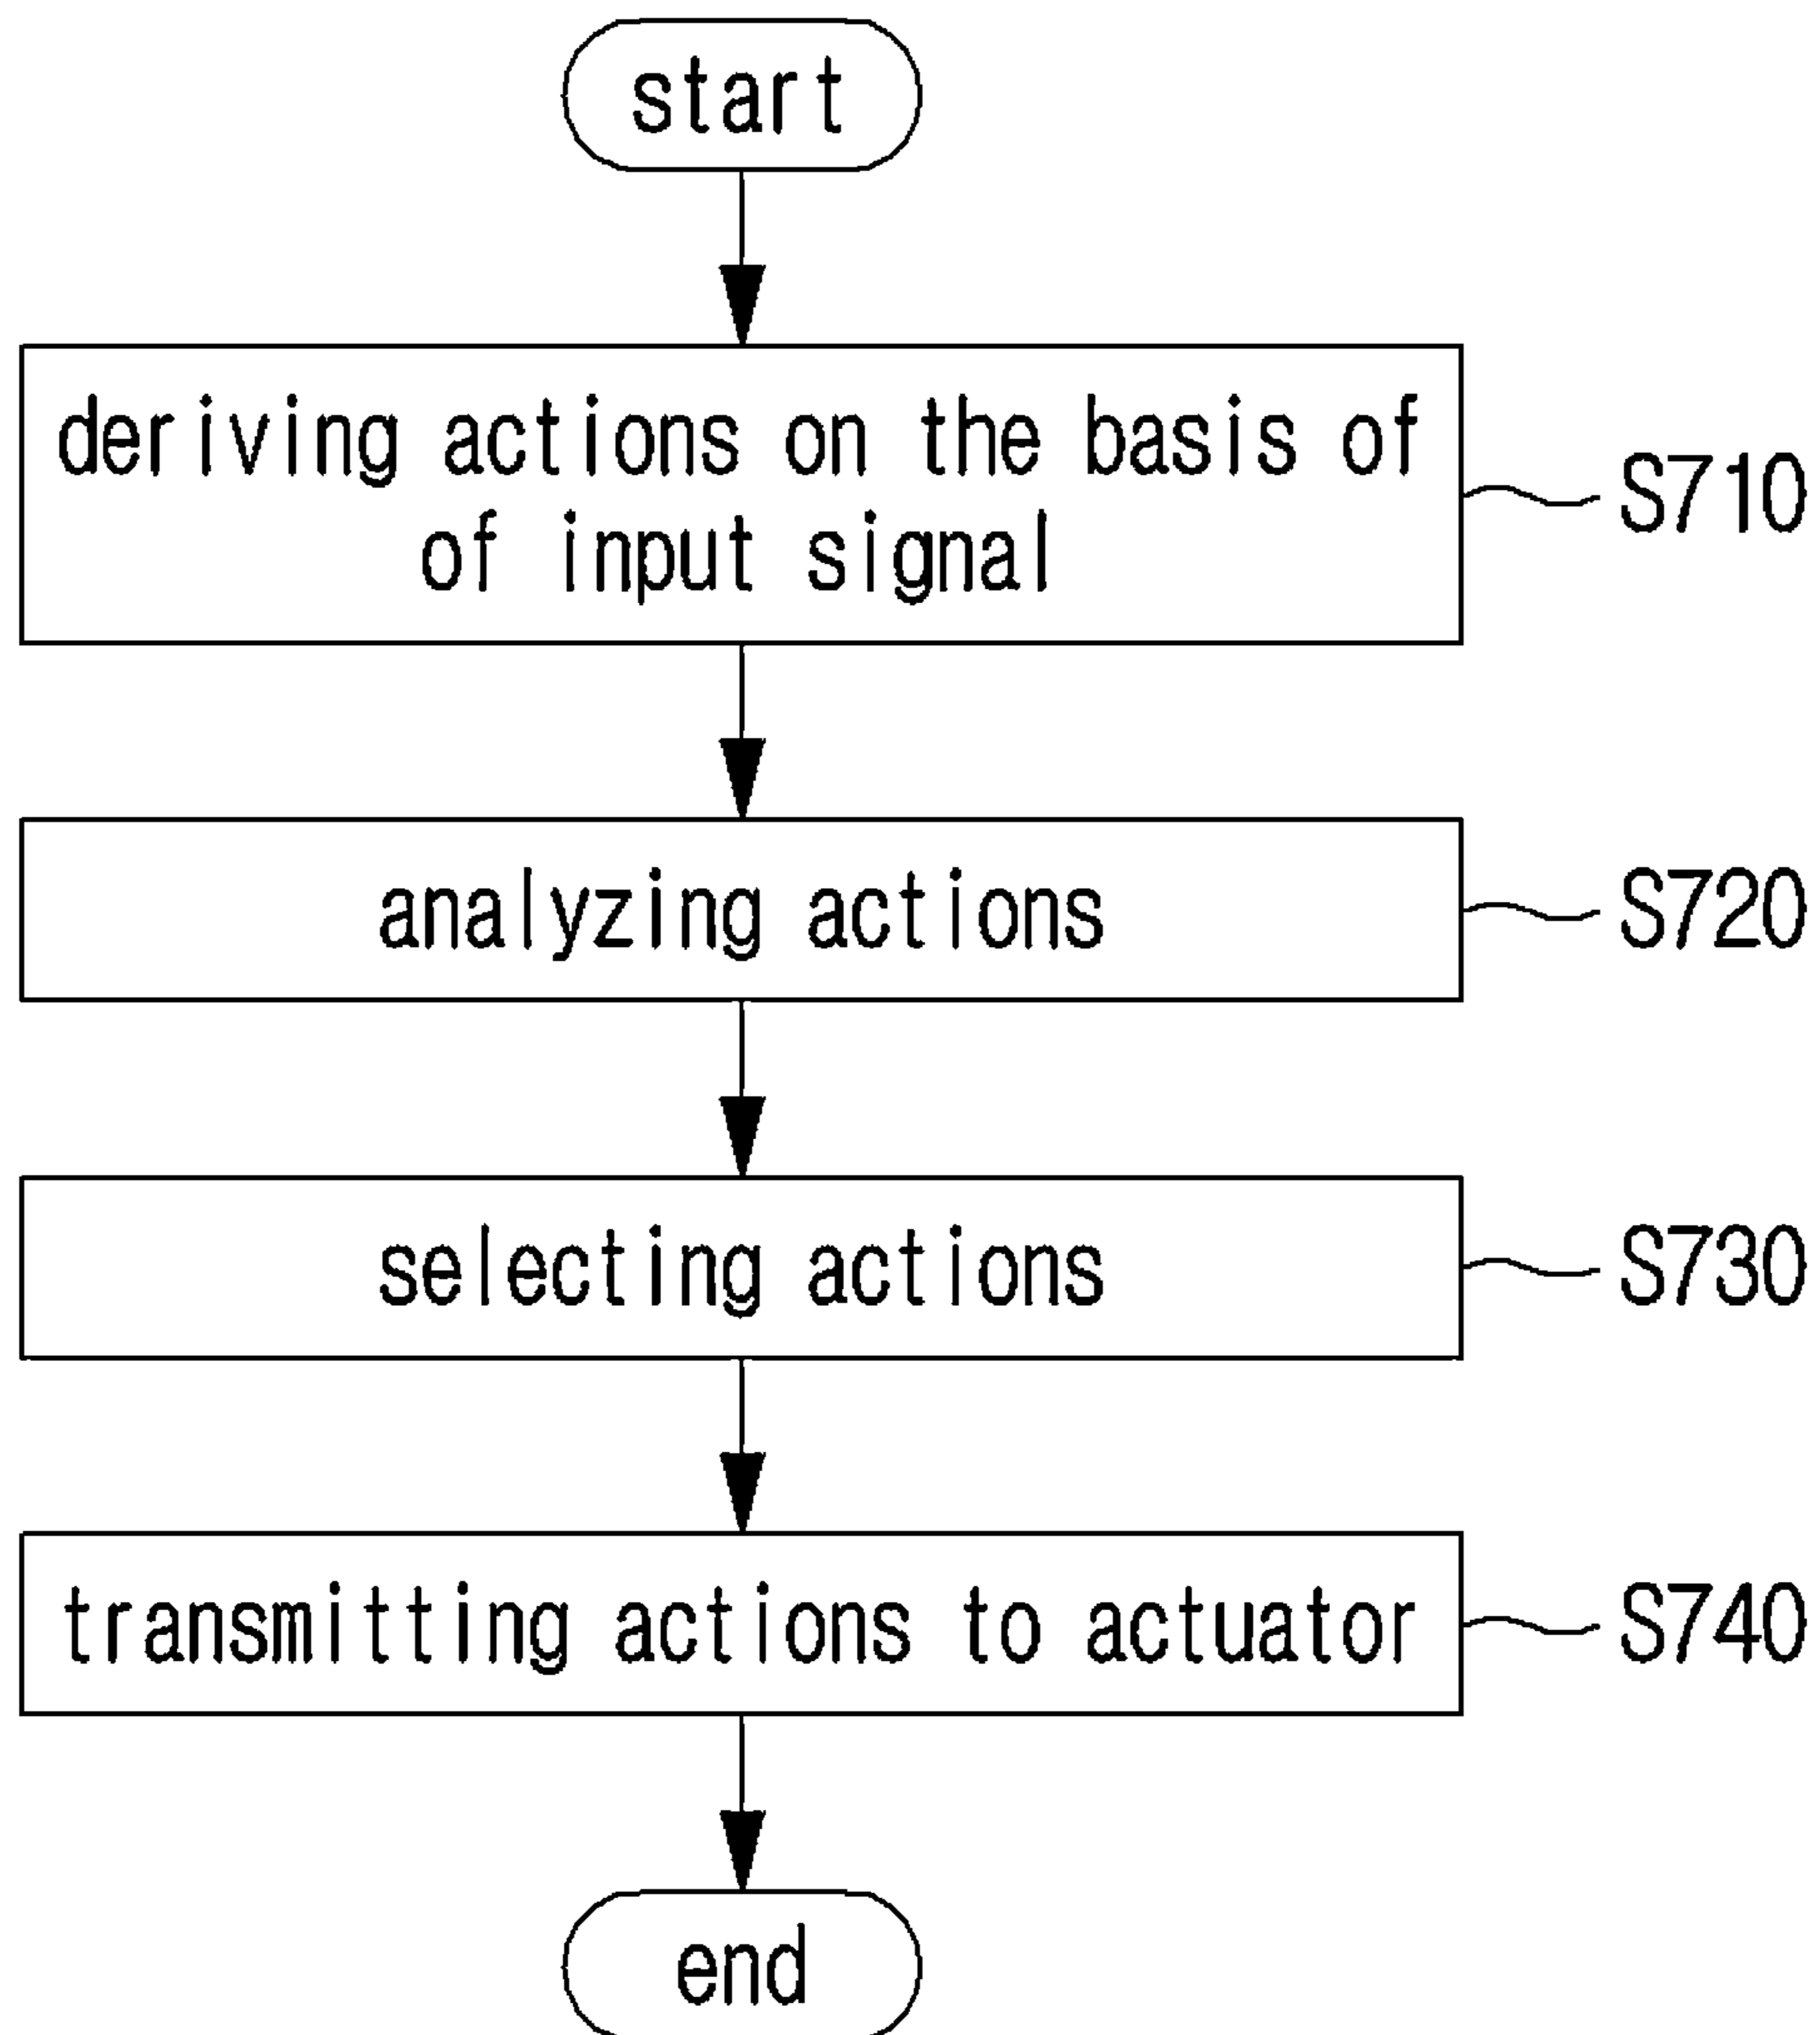 start
deriving actions on the basis of
of input signal
S710
analyzing actions
S720
selecting actions
S730
transmitting actions to actuator
S740
end